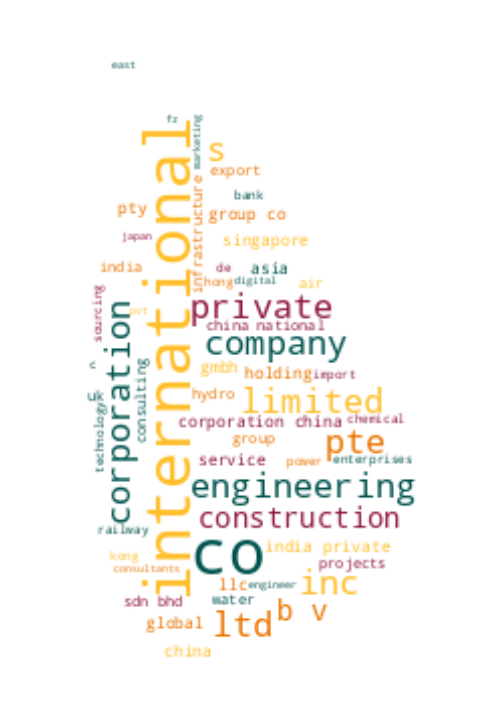 east
fz
international
marketing
s
export
infrastructure
bank
pty
group co
japan
singapore
india
de
asia
hong
digital
air
sourcing
pvt
private
corporation
china national
company
c
consulting
gmbh
holding
import
hydro
limited
technology
corporation china
chemical
group
pte
service
power
enterprises
engineering
construction
railway
co
india private
kong
consultants
projects
llc
engineer
inc
sdn bhd
water
b v
global
ltd
china